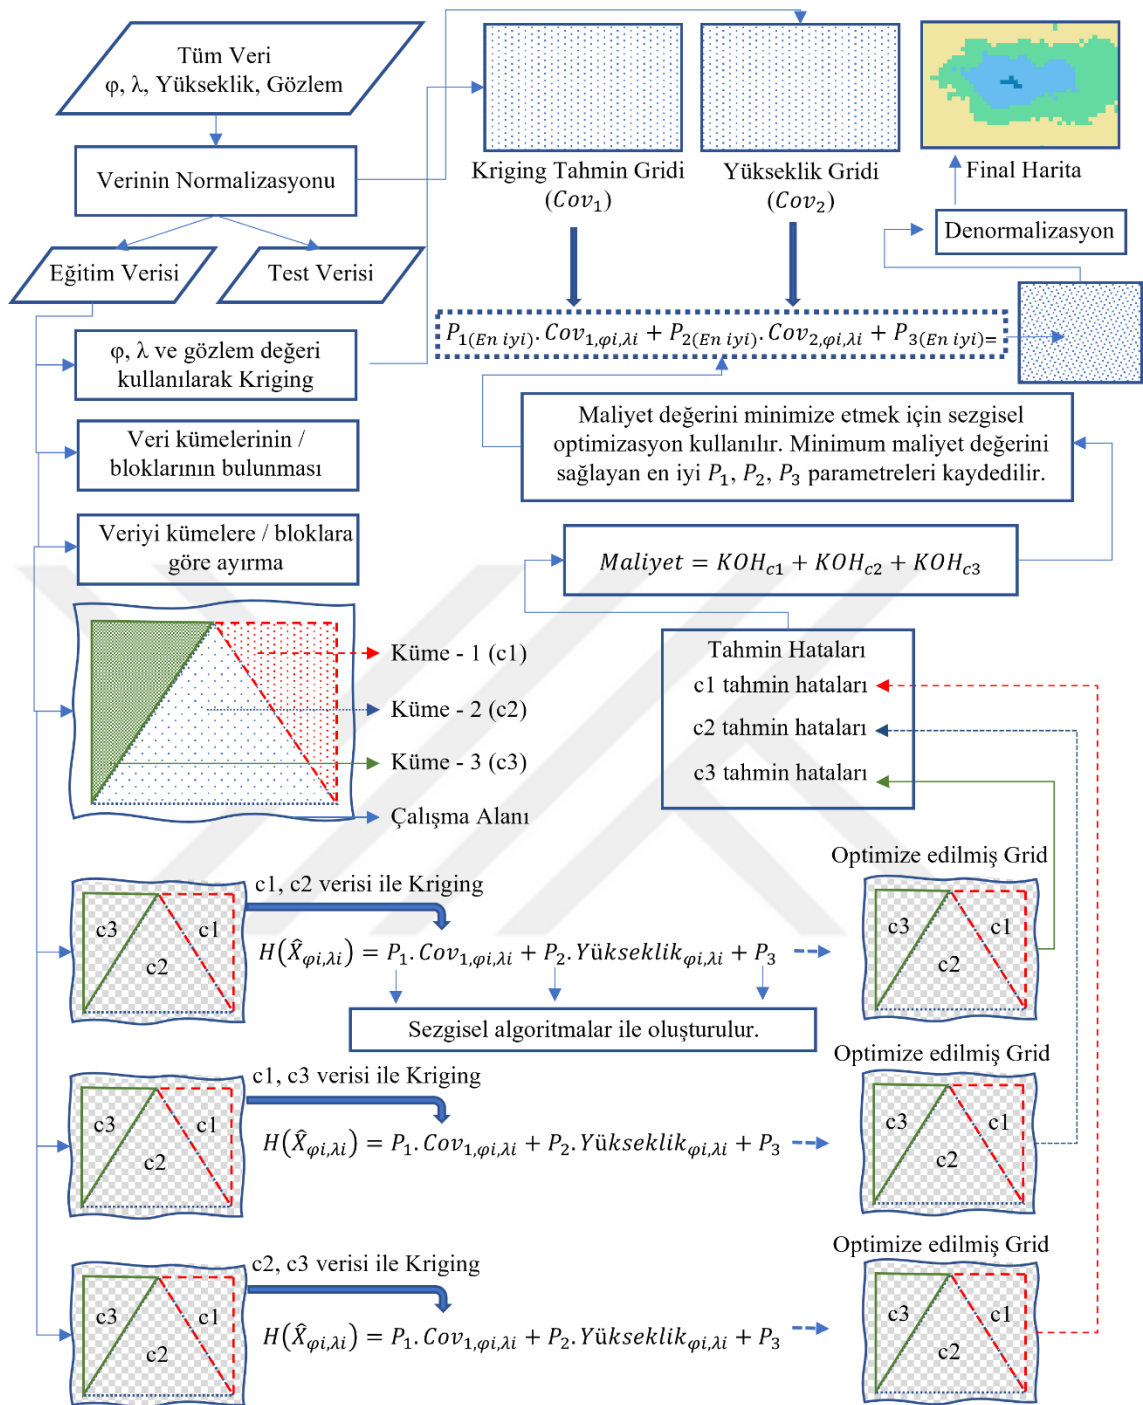 Tüm Veri
φ, λ, Yükseklik, Gözlem
Verinin Normalizasyonu
Eğitim Verisi
Test Verisi
φ, λ ve gözlem değeri
kullanılarak Kriging
Veri kümelerinin /
bloklarının bulunması
Veriyi kümelere / bloklara
göre ayırma
Kriging Tahmin Gridi
(Cov₁)
Yükseklik Gridi
(Cov₂)
Final Harita
Denormalizasyon
P₁(En iyi).Cov₁,φi,λi + P₂(En iyi).Cov₂,φi,λi + P₃(En iyi)=
Maliyet değerini minimize etmek için sezgisel
optimizasyon kullanılır. Minimum maliyet değerini
sağlayan en iyi P₁, P₂, P₃ parametreleri kaydedilir.
Maliyet = KOH_c1 + KOH_c2 + KOH_c3
Tahmin Hataları
c1 tahmin hataları
c2 tahmin hataları
c3 tahmin hataları
Küme - 1 (c1)
Küme - 2 (c2)
Küme - 3 (c3)
Çalışma Alanı
c1, c2 verisi ile Kriging
c3
c1
c2
H(X̂φi,λi) = P₁.Cov₁,φi,λi + P₂.Yükseklikφi,λi + P₃
Optimize edilmiş Grid
c3
c1
c2
Sezgisel algoritmalar ile oluşturulur.
c1, c3 verisi ile Kriging
c3
c1
c2
H(X̂φi,λi) = P₁.Cov₁,φi,λi + P₂.Yükseklikφi,λi + P₃
Optimize edilmiş Grid
c3
c1
c2
c2, c3 verisi ile Kriging
c3
c1
c2
H(X̂φi,λi) = P₁.Cov₁,φi,λi + P₂.Yükseklikφi,λi + P₃
Optimize edilmiş Grid
c3
c1
c2